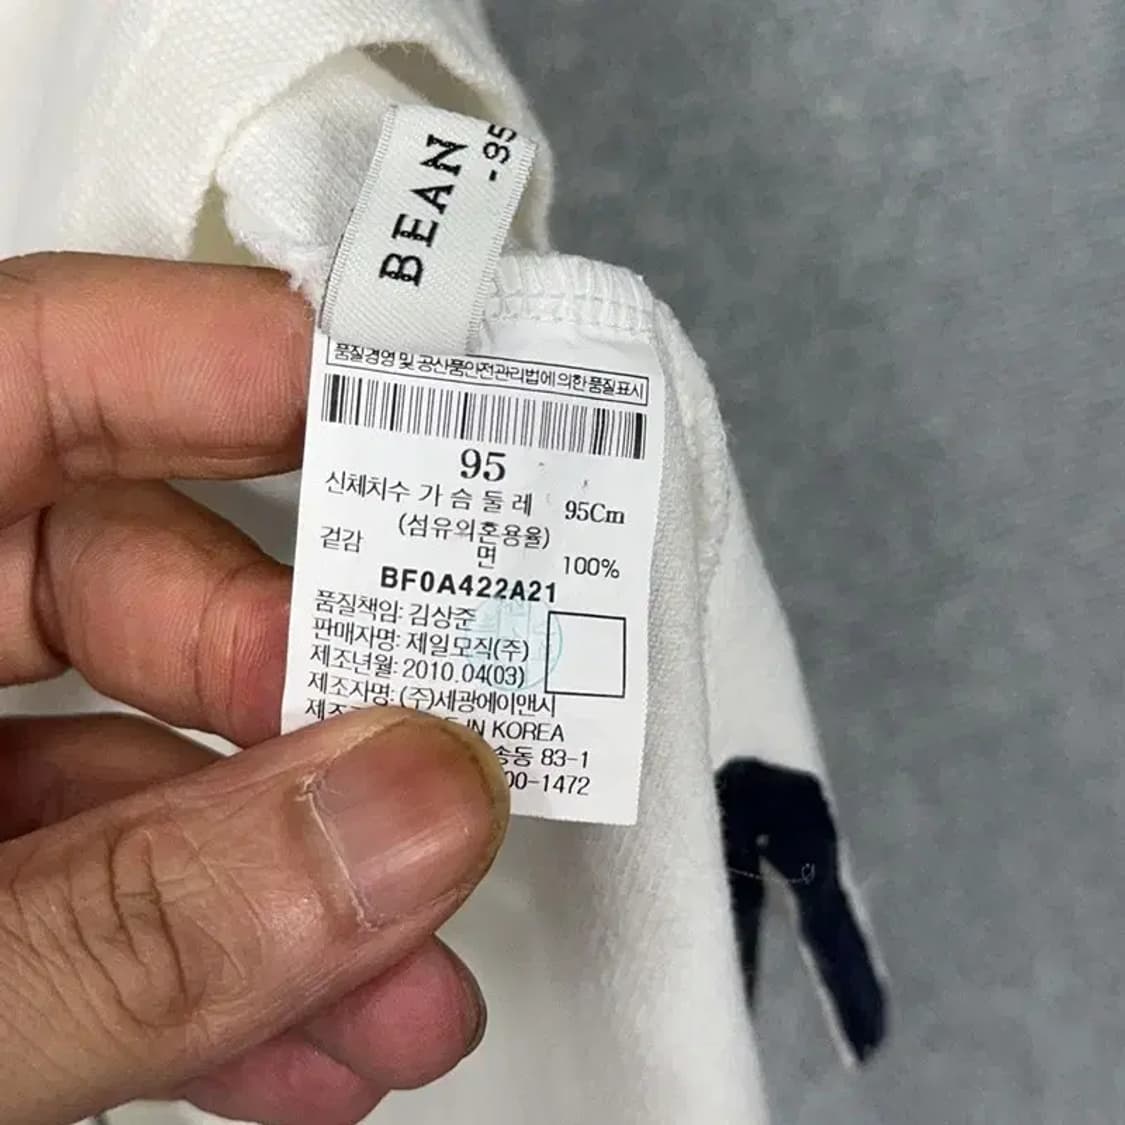 BEAN
-35
품질경영 및 공산품안전관리법에 의한 품질표시
95
신체치수 가 슴 둘 레 95Cm
(섬유의혼용율)
겉감 면 100%
BF0A422A21
품질책임: 김상준
판매자명: 제일모직(주)
제조년월: 2010.04(03)
제조자명: (주)세광에이앤시
제조 IN KOREA
송동 83-1
00-1472